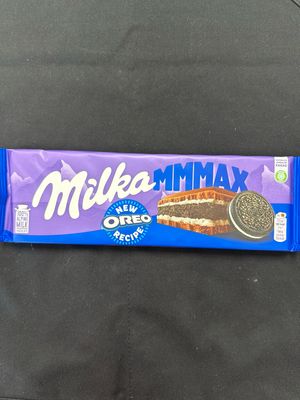 Milka MMMAX
NEW
OREO
RECIPE
100%
ALPINE
MILK